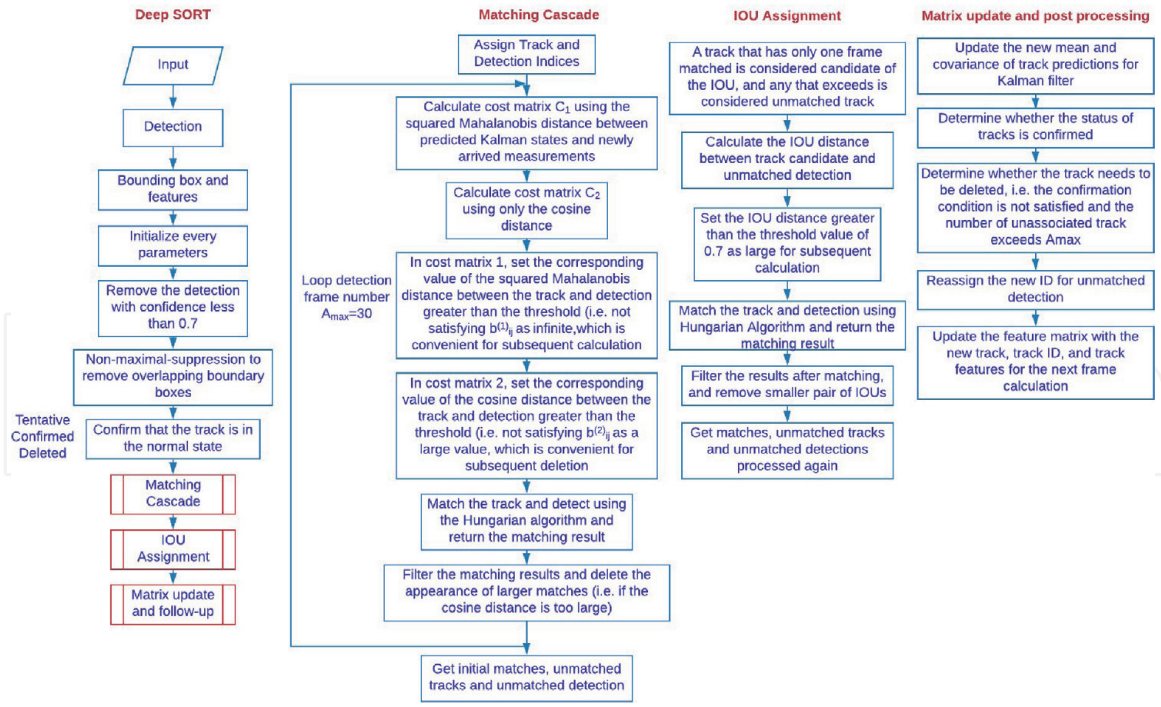 Deep SORT
Input
Detection
Bounding box and
features
Initialize every
parameters
Remove the detection
with confidence less
than 0.7
Non-maximal-suppression to
remove overlapping boundary
boxes
Tentative
Confirmed
Deleted
Confirm that the track is in
the normal state
Matching
Cascade
IOU
Assignment
Matrix update
and follow-up
Matching Cascade
Assign Track and
Detection Indices
Calculate cost matrix C₁ using the
squared Mahalanobis distance between
predicted Kalman states and newly
arrived measurements
Calculate cost matrix C₂
using only the cosine
distance
Loop detection
frame number
Aₘₐₓ=30
In cost matrix 1, set the corresponding
value of the squared Mahalanobis
distance between the track and detection
greater than the threshold (i.e. not
satisfying b⁽¹⁾ᵢⱼ as infinite,which is
convenient for subsequent calculation
In cost matrix 2, set the corresponding
value of the cosine distance between the
track and detection greater than the
threshold (i.e. not satisfying b⁽²⁾ᵢⱼ as a
large value, which is convenient for
subsequent deletion
Match the track and detect using
the Hungarian algorithm and
return the matching result
Filter the matching results and delete the
appearance of larger matches (i.e. if the
cosine distance is too large)
Get initial matches, unmatched
tracks and unmatched detection
IOU Assignment
A track that has only one frame
matched is considered candidate of
the IOU, and any that exceeds is
considered unmatched track
Calculate the IOU distance
between track candidate and
unmatched detection
Set the IOU distance greater
than the threshold value of
0.7 as large for subsequent
calculation
Match the track and detection using
Hungarian Algorithm and return the
matching result
Filter the results after matching,
and remove smaller pair of IOUs
Get matches, unmatched tracks
and unmatched detections
processed again
Matrix update and post processing
Update the new mean and
covariance of track predictions for
Kalman filter
Determine whether the status of
tracks is confirmed
Determine whether the track needs to
be deleted, i.e. the confirmation
condition is not satisfied and the
number of unassociated track
exceeds Amax
Reassign the new ID for unmatched
detection
Update the feature matrix with the
new track, track ID, and track
features for the next frame
calculation